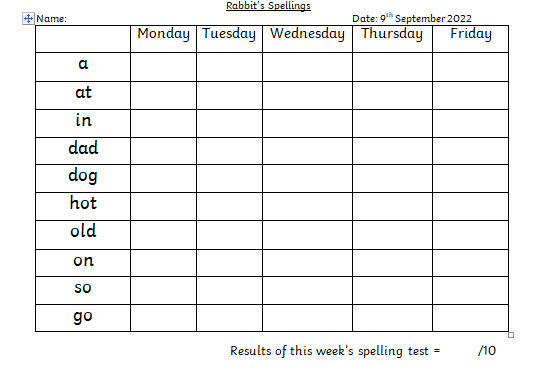 Rabbit's Spellings
Name: Date: 9th September 2022
Monday Tuesday Wednesday Thursday Friday
a
at
in
dad
dog
hot
old
on
so
go
Results of this week's spelling test = /10